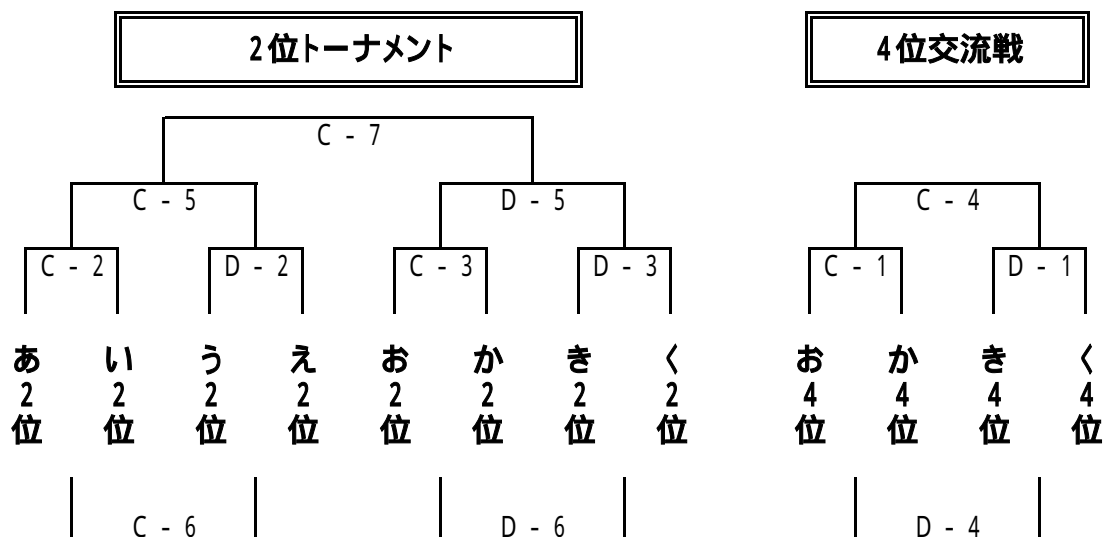 2位トーナメント
4位交流戦
C - 7
C - 5
D - 5
C - 4
C - 2
D - 2
C - 3
D - 3
C - 1
D - 1
あ2位
い2位
う2位
え2位
お2位
か2位
き2位
く2位
お4位
か4位
き4位
く4位
C - 6
D - 6
D - 4